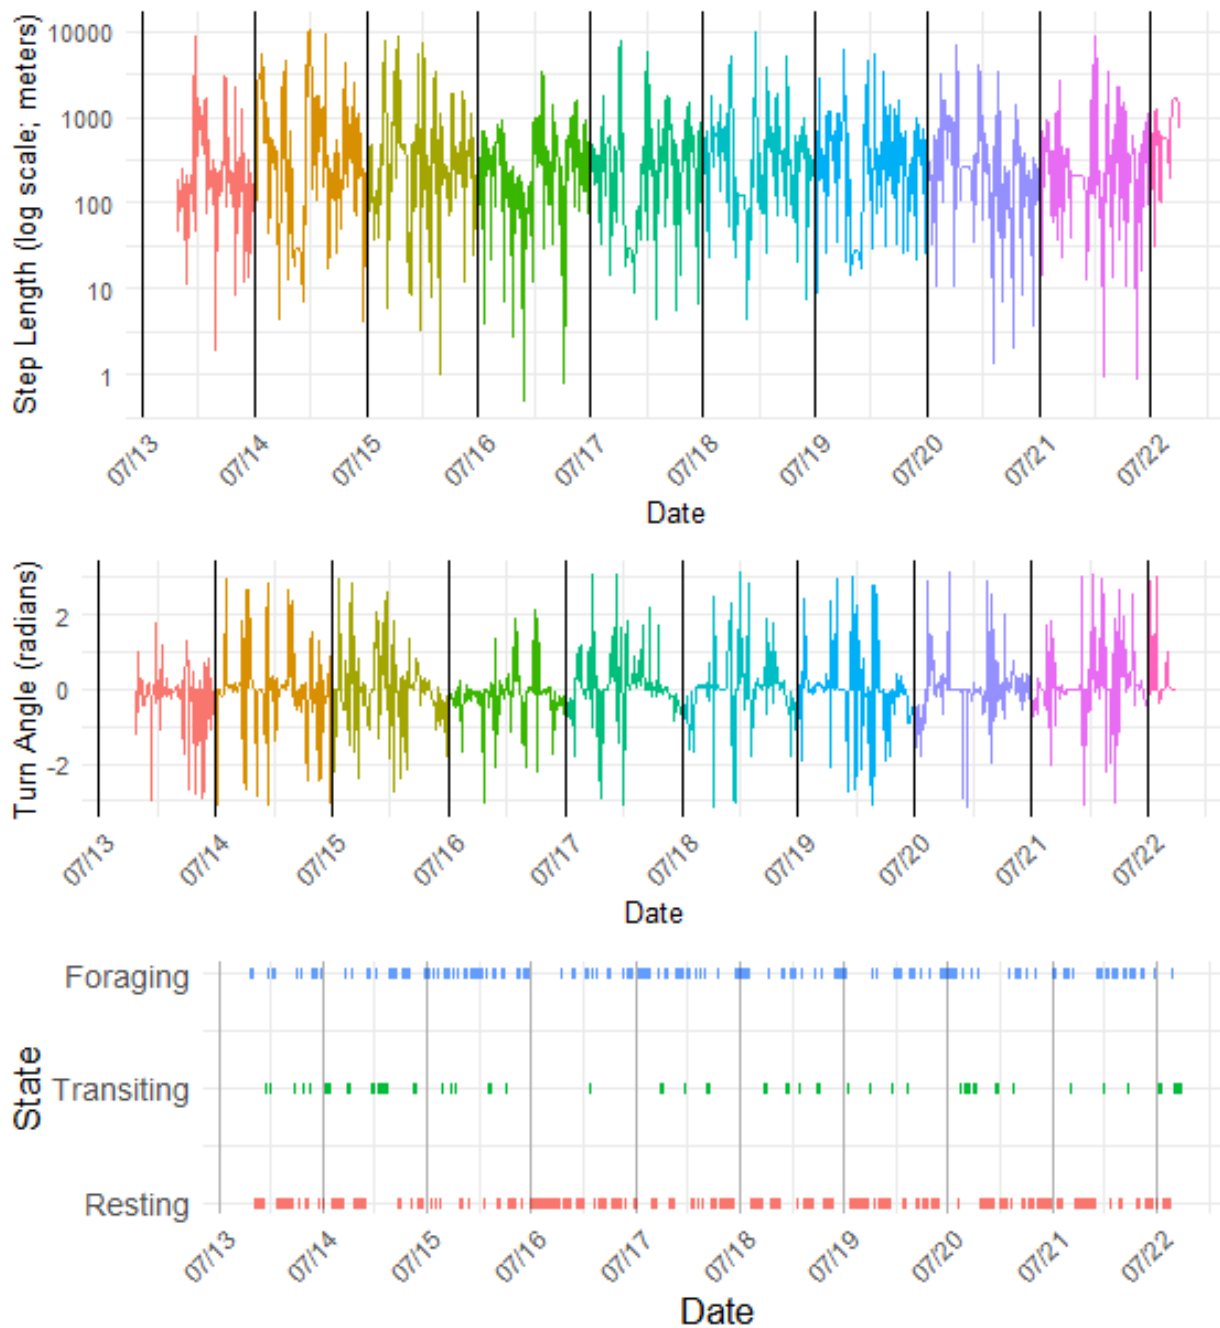 Step Length (log scale; meters)
10000
1000
100
10
1
07/13 07/14 07/15 07/16 07/17 07/18 07/19 07/20 07/21 07/22
Date
Turn Angle (radians)
2
0
-2
07/13 07/14 07/15 07/16 07/17 07/18 07/19 07/20 07/21 07/22
Date
State
Foraging
Transiting
Resting
07/13 07/14 07/15 07/16 07/17 07/18 07/19 07/20 07/21 07/22
Date